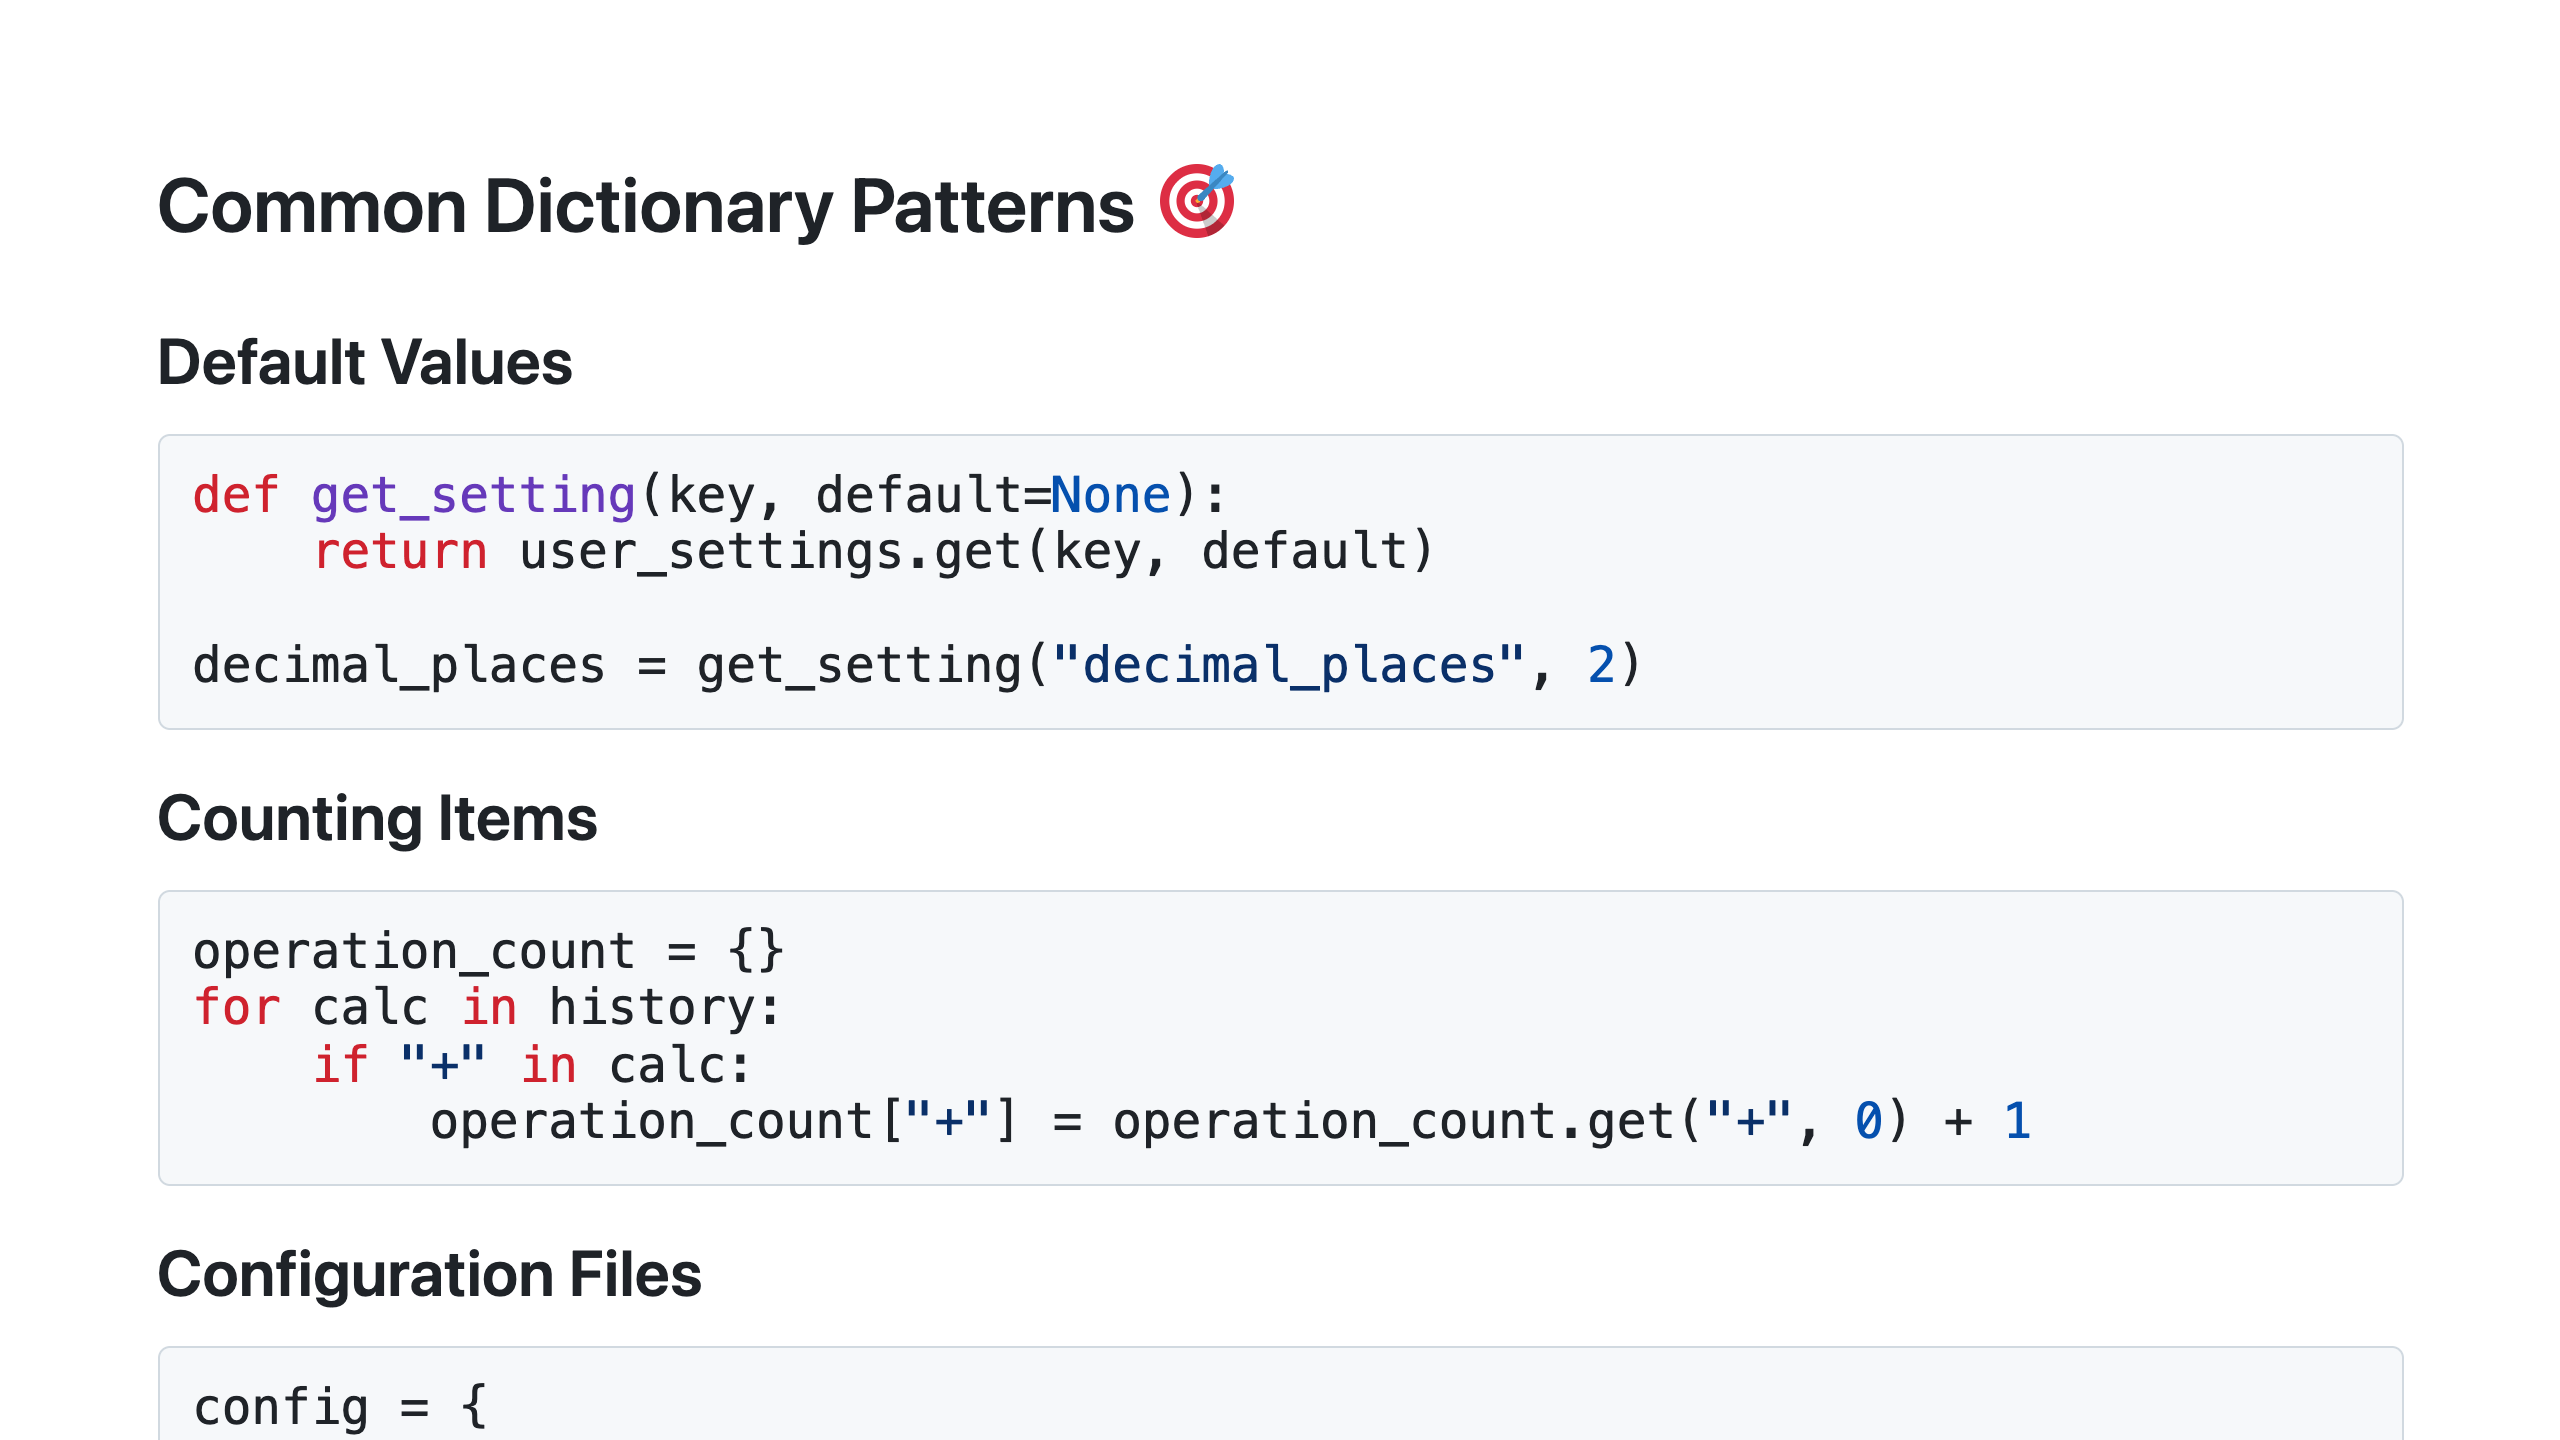 Common Dictionary Patterns 🎯
Default Values
def get_setting(key, default=None):
    return user_settings.get(key, default)
decimal_places = get_setting("decimal_places", 2)
Counting Items
operation_count = {}
for calc in history:
    if "+" in calc:
        operation_count["+"] = operation_count.get("+", 0) + 1
Configuration Files
config = {